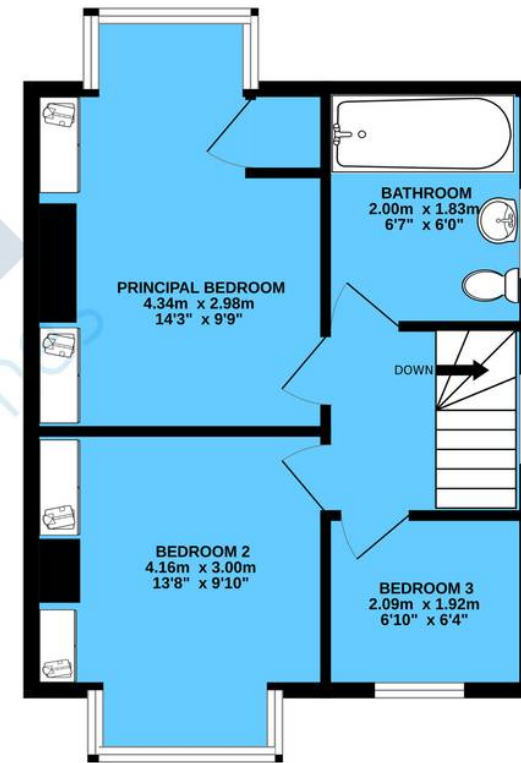 PRINCIPAL BEDROOM
4.34m x 2.98m
14'3" x 9'9"
BATHROOM
2.00m x 1.83m
6'7" x 6'0"
DOWN
BEDROOM 2
4.16m x 3.00m
13'8" x 9'10"
BEDROOM 3
2.09m x 1.92m
6'10" x 6'4"